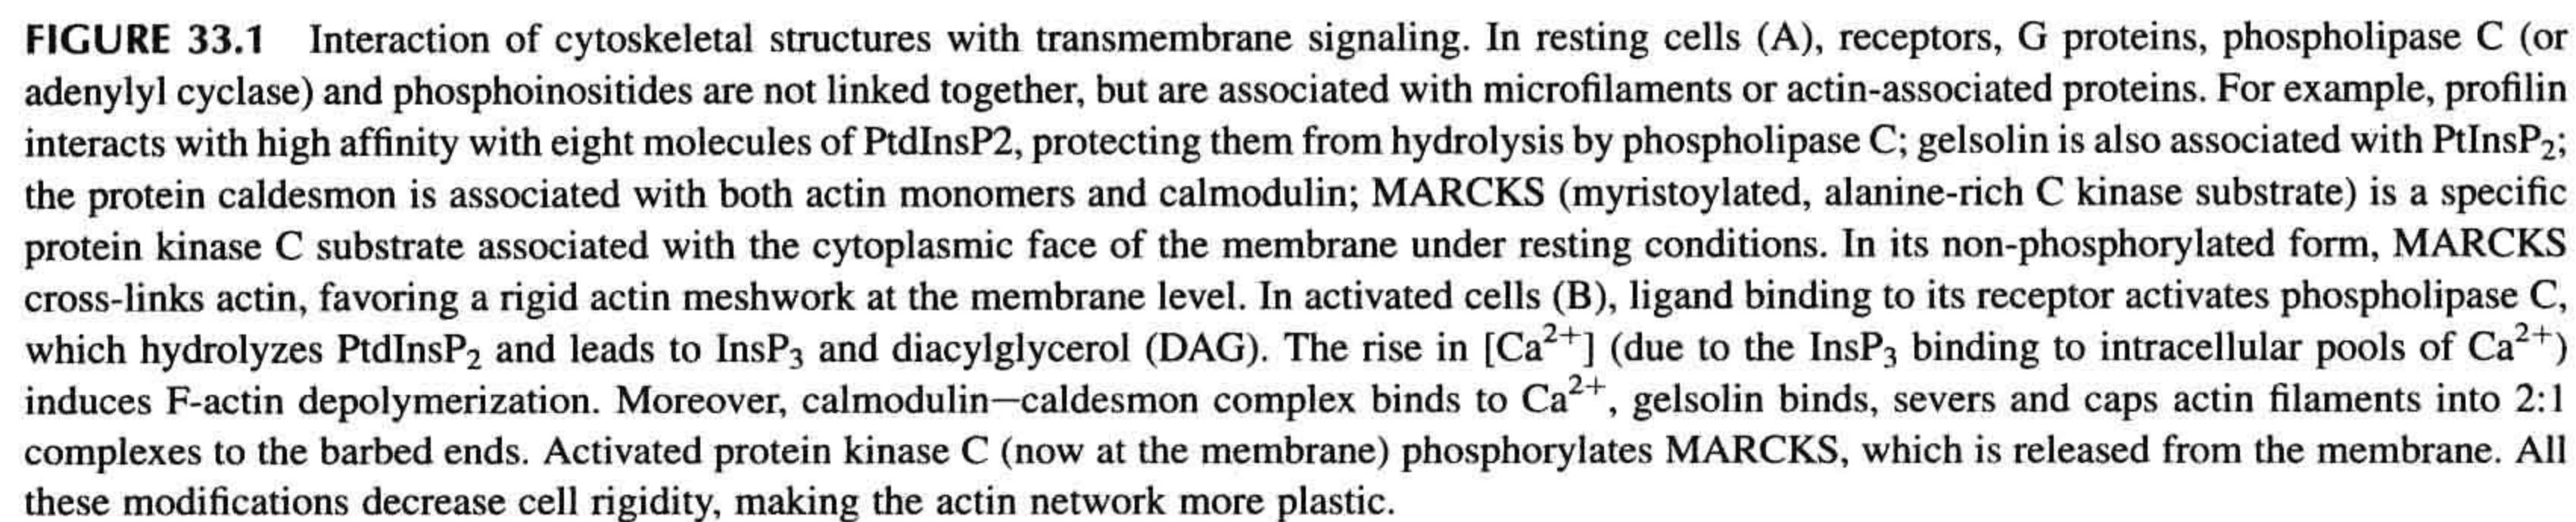 FIGURE 33.1 Interaction of cytoskeletal structures with transmembrane signaling. In resting cells (A), receptors, G proteins, phospholipase C (or
adenylyl cyclase) and phosphoinositides are not linked together, but are associated with microfilaments or actin-associated proteins. For example, profilin
interacts with high affinity with eight molecules of PtdInsP2, protecting them from hydrolysis by phospholipase C; gelsolin is also associated with PtInsP₂;
the protein caldesmon is associated with both actin monomers and calmodulin; MARCKS (myristoylated, alanine-rich C kinase substrate) is a specific
protein kinase C substrate associated with the cytoplasmic face of the membrane under resting conditions. In its non-phosphorylated form, MARCKS
cross-links actin, favoring a rigid actin meshwork at the membrane level. In activated cells (B), ligand binding to its receptor activates phospholipase C,
which hydrolyzes PtdInsP₂ and leads to InsP₃ and diacylglycerol (DAG). The rise in [Ca²⁺] (due to the InsP₃ binding to intracellular pools of Ca²⁺)
induces F-actin depolymerization. Moreover, calmodulin–caldesmon complex binds to Ca²⁺, gelsolin binds, severs and caps actin filaments into 2:1
complexes to the barbed ends. Activated protein kinase C (now at the membrane) phosphorylates MARCKS, which is released from the membrane. All
these modifications decrease cell rigidity, making the actin network more plastic.